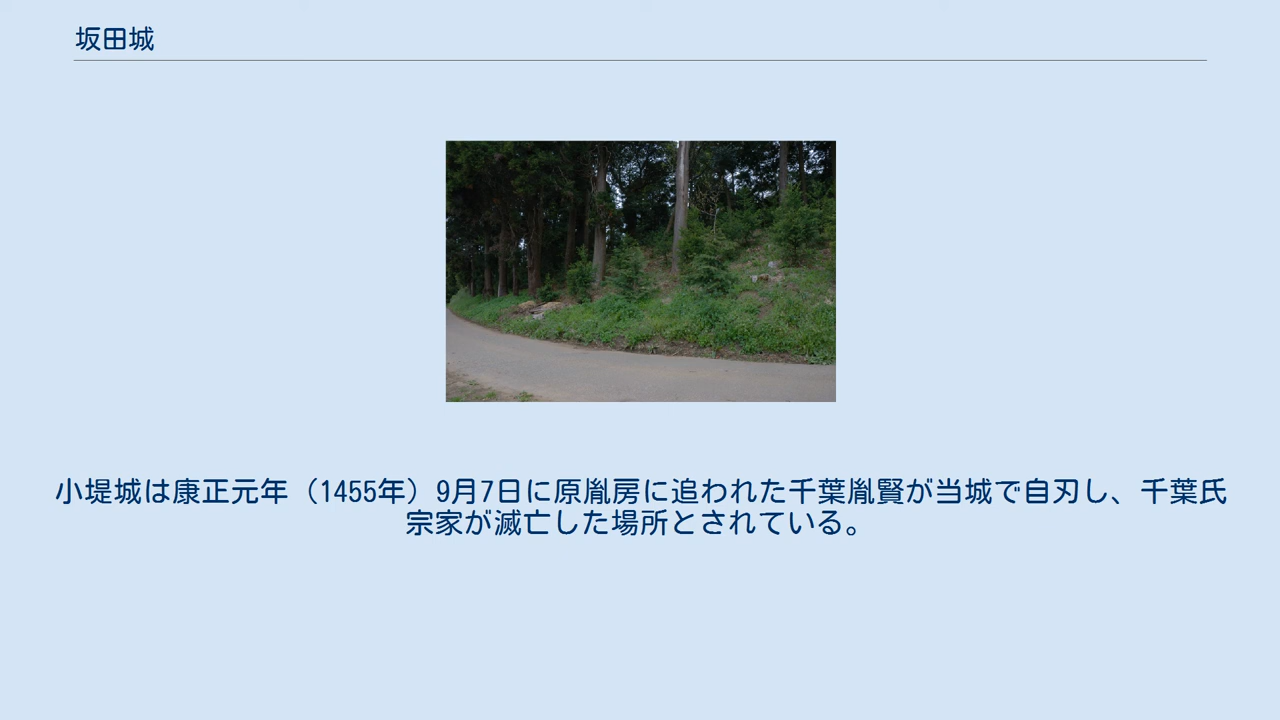 坂田城
小堤城は康正元年（1455年）9月7日に原胤房に追われた千葉胤賢が当城で自刃し、千葉氏
宗家が滅亡した場所とされている。